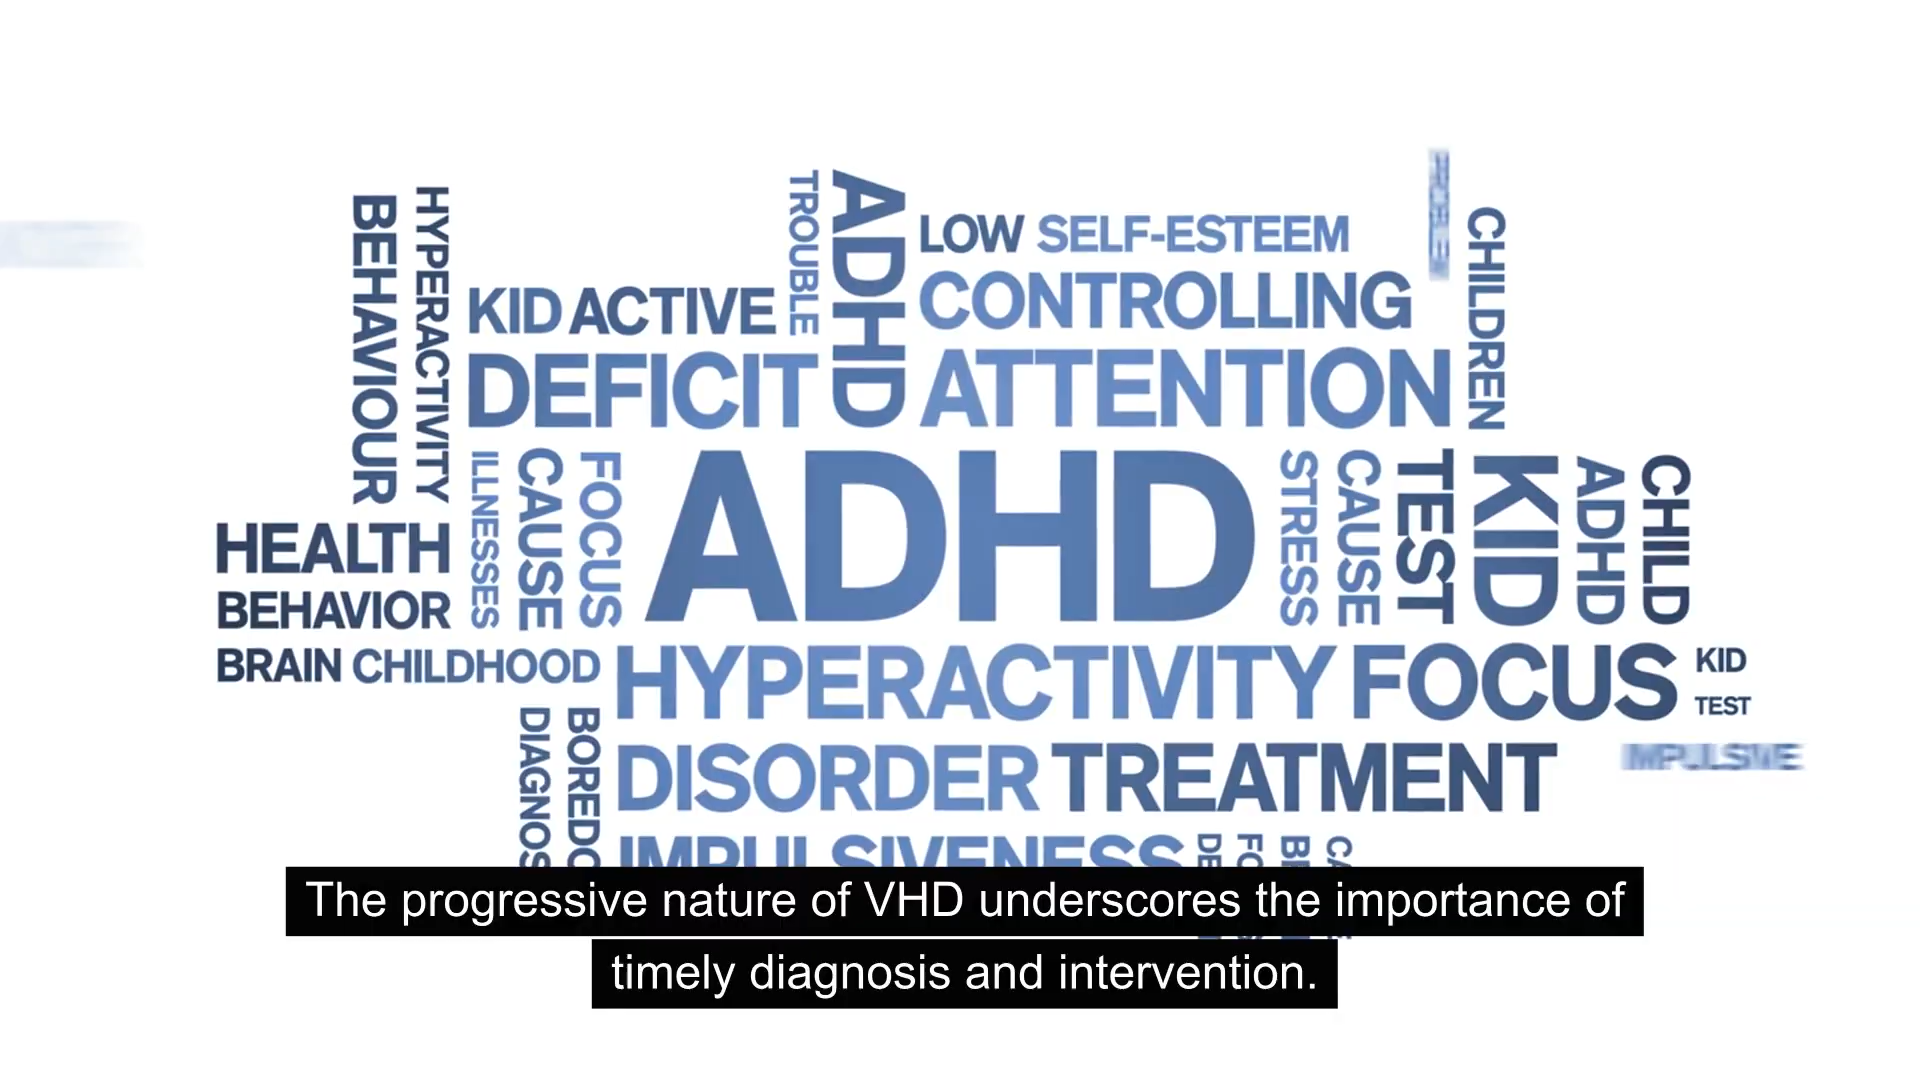 TROUBLE
ADHD
LOW SELF-ESTEEM
CHILDREN
BEHAVIOUR
HYPERACTIVITY
KID ACTIVE
CONTROLLING
DEFICIT
ATTENTION
ILLNESSES
CAUSE
FOCUS
ADHD
STRESS
CAUSE
TEST
KID
ADHD
CHILD
HEALTH
BEHAVIOR
BRAIN CHILDHOOD
HYPERACTIVITY FOCUS
KID
TEST
DISORDER TREATMENT
IMPULSIVE
IMPULSIVENESS
The progressive nature of VHD underscores the importance of
timely diagnosis and intervention.